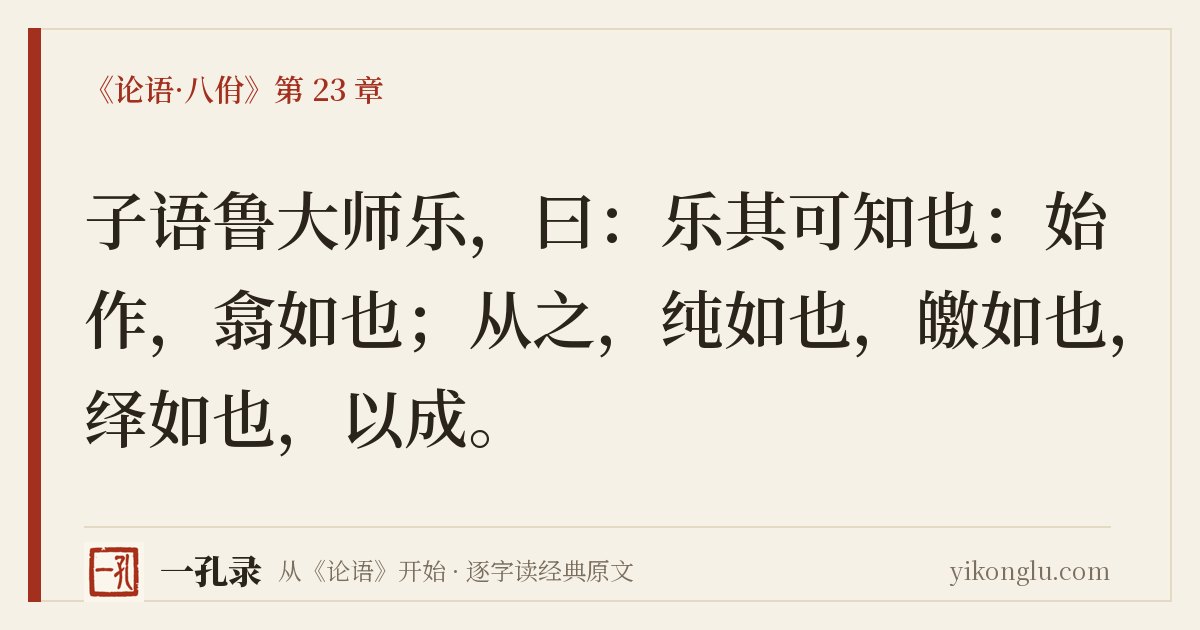 《论语·八佾》第 23 章
子语鲁大师乐，曰：乐其可知也：始
作，翕如也；从之，纯如也，皦如也，
绎如也，以成。
一孔
一孔录 从《论语》开始 · 逐字读经典原文 yikonglu.com